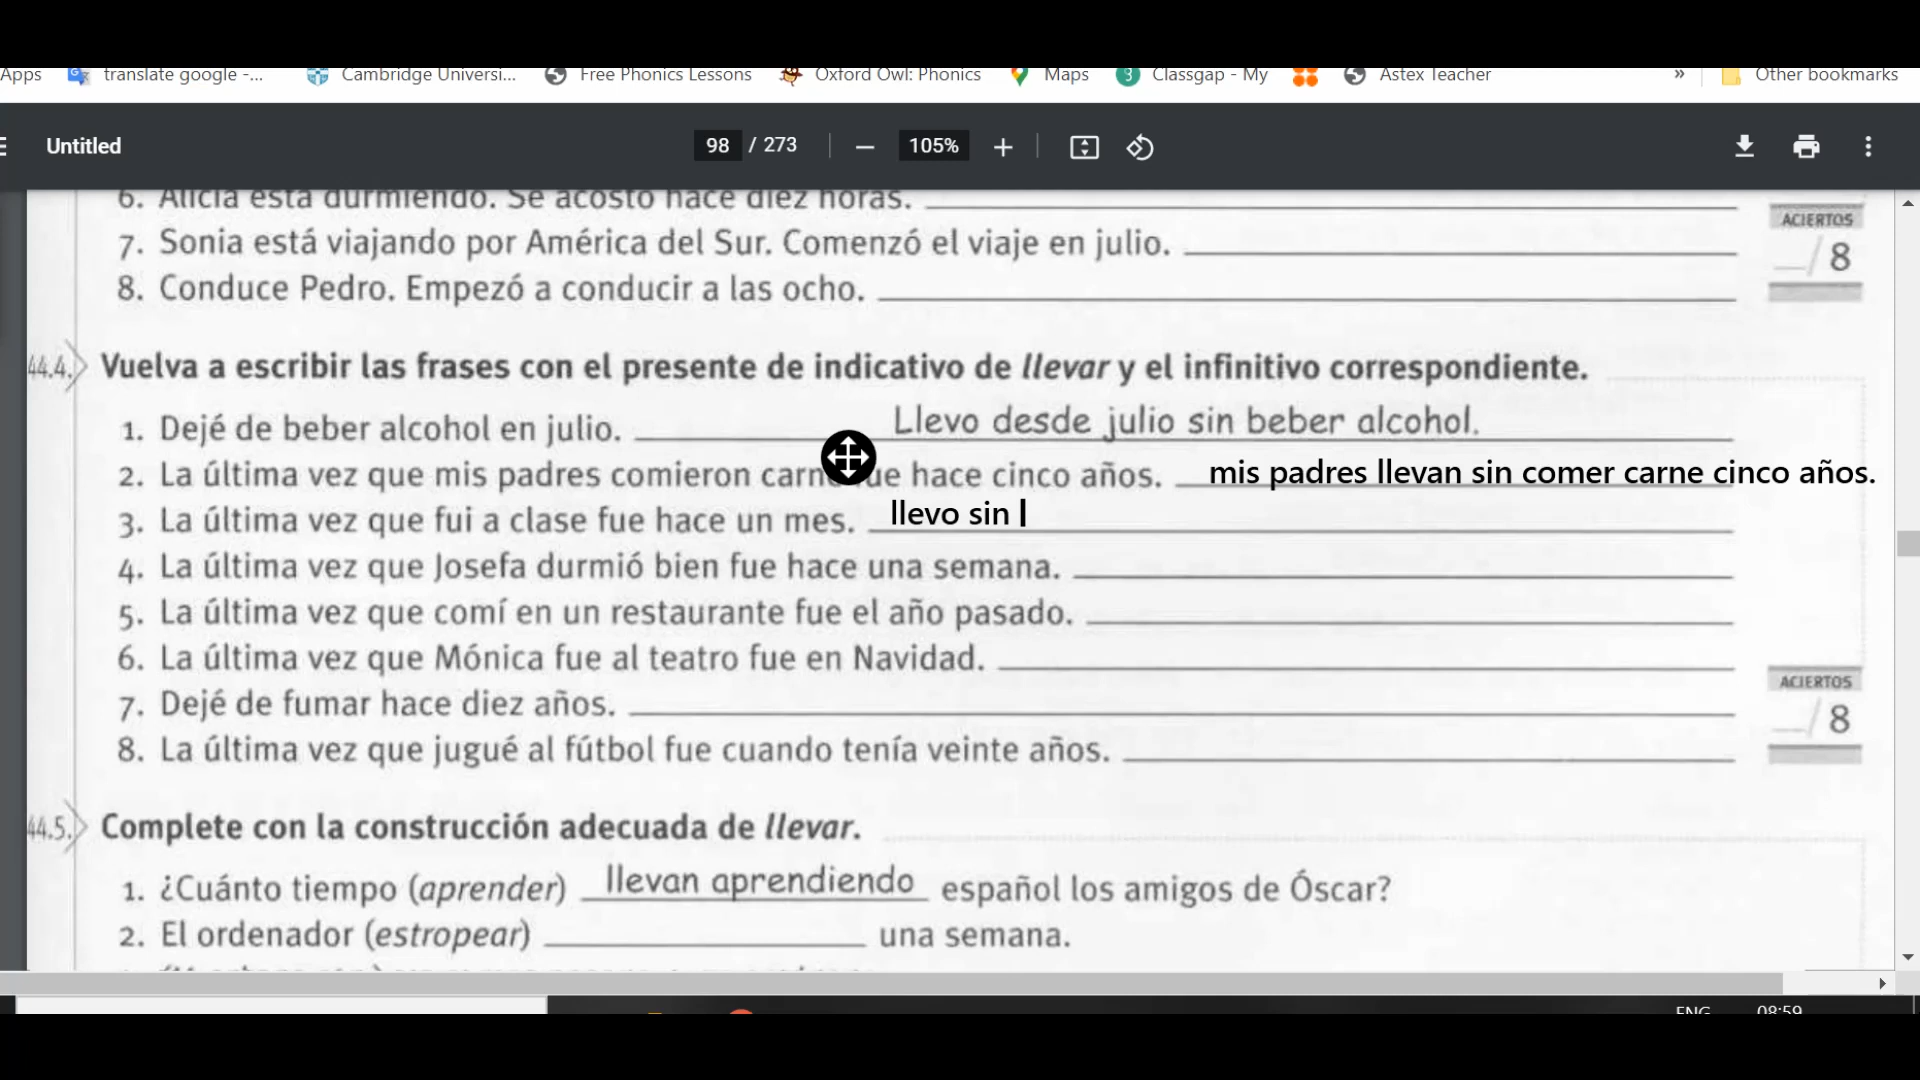 Apps translate google -... Cambridge Universi... Free Phonics Lessons Oxford Owl: Phonics Maps Classgap - My Astex Teacher » Other bookmarks
Untitled 98 / 273 105%
6. Alicia está durmiendo. Se acostó hace diez horas.
7. Sonia está viajando por América del Sur. Comenzó el viaje en julio.
8. Conduce Pedro. Empezó a conducir a las ocho.
ACIERTOS
/ 8
44.4. Vuelva a escribir las frases con el presente de indicativo de llevar y el infinitivo correspondiente.
1. Dejé de beber alcohol en julio. Llevo desde julio sin beber alcohol.
2. La última vez que mis padres comieron hace cinco años. mis padres llevan sin comer carne cinco años.
3. La última vez que fui a clase fue hace un mes. llevo sin
4. La última vez que Josefa durmió bien fue hace una semana.
5. La última vez que comí en un restaurante fue el año pasado.
6. La última vez que Mónica fue al teatro fue en Navidad.
7. Dejé de fumar hace diez años.
8. La última vez que jugué al fútbol fue cuando tenía veinte años.
ACIERTOS
/ 8
44.5. Complete con la construcción adecuada de llevar.
1. ¿Cuánto tiempo (aprender) llevan aprendiendo español los amigos de Óscar?
2. El ordenador (estropear) una semana.
ENG 08:59